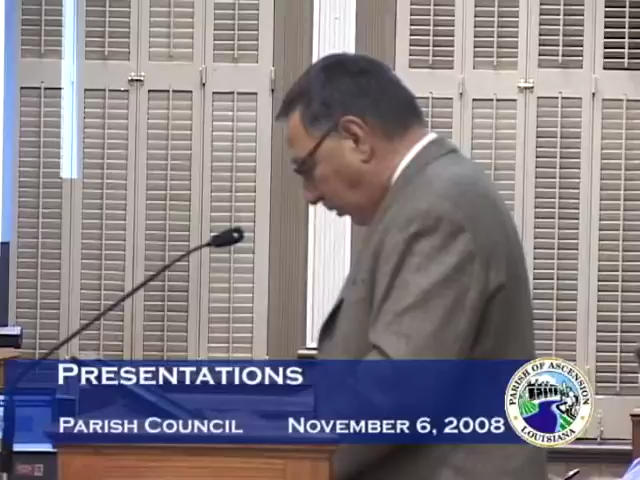 PRESENTATIONS
PARISH COUNCIL NOVEMBER 6, 2008
PARISH OF ASCENSION
LOUISIANA